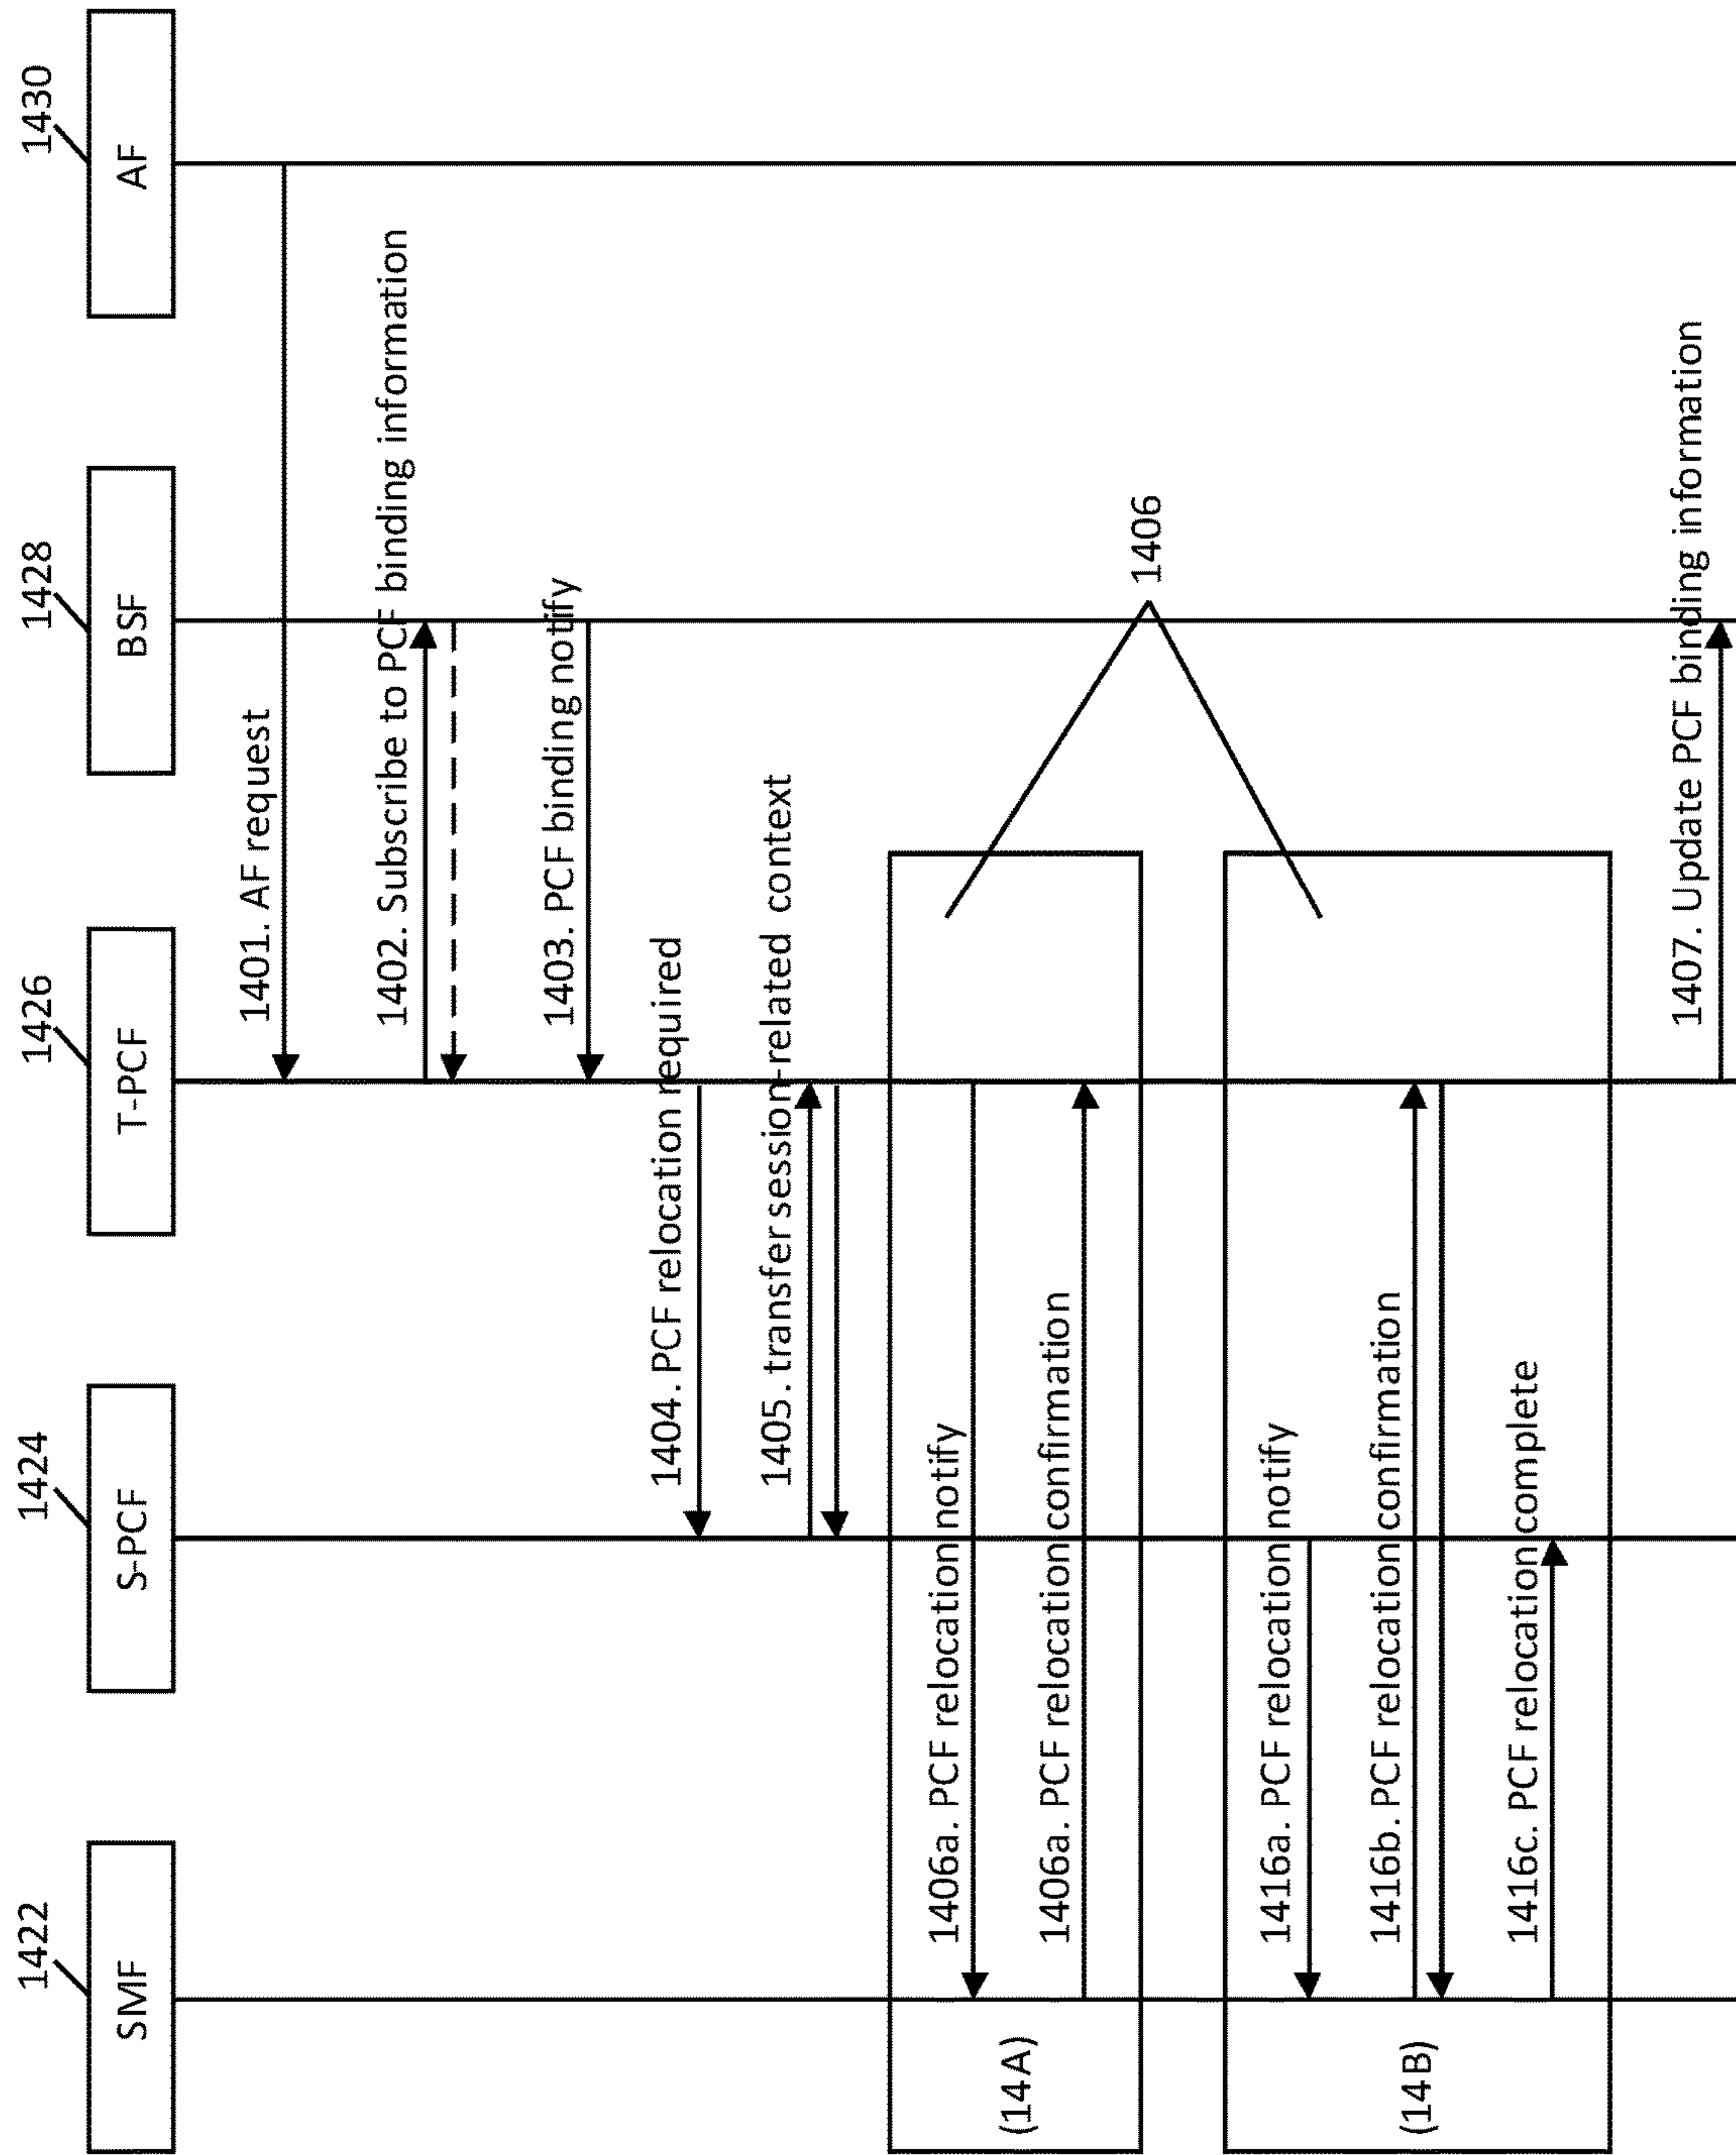 1422
1424
1426
1428
1430
SMF
S-PCF
T-PCF
BSF
AF
1401. AF request
1402. Subscribe to PCF binding information
1403. PCF binding notify
1404. PCF relocation required
1405. transfer session-related context
1406
(14A)
1406a. PCF relocation notify
1406a. PCF relocation confirmation
(14B)
1416a. PCF relocation notify
1416b. PCF relocation confirmation
1416c. PCF relocation complete
1407. Update PCF binding information